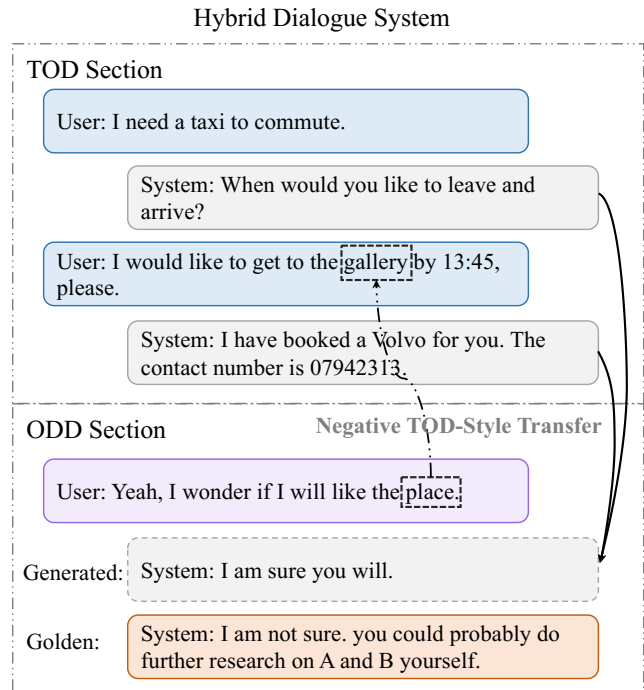 Hybrid Dialogue System
TOD Section
User: I need a taxi to commute.
System: When would you like to leave and
arrive?
User: I would like to get to the gallery by 13:45,
please.
System: I have booked a Volvo for you. The
contact number is 07942313.
ODD Section
Negative TOD-Style Transfer
User: Yeah, I wonder if I will like the place.
Generated:
System: I am sure you will.
Golden:
System: I am not sure. you could probably do
further research on A and B yourself.